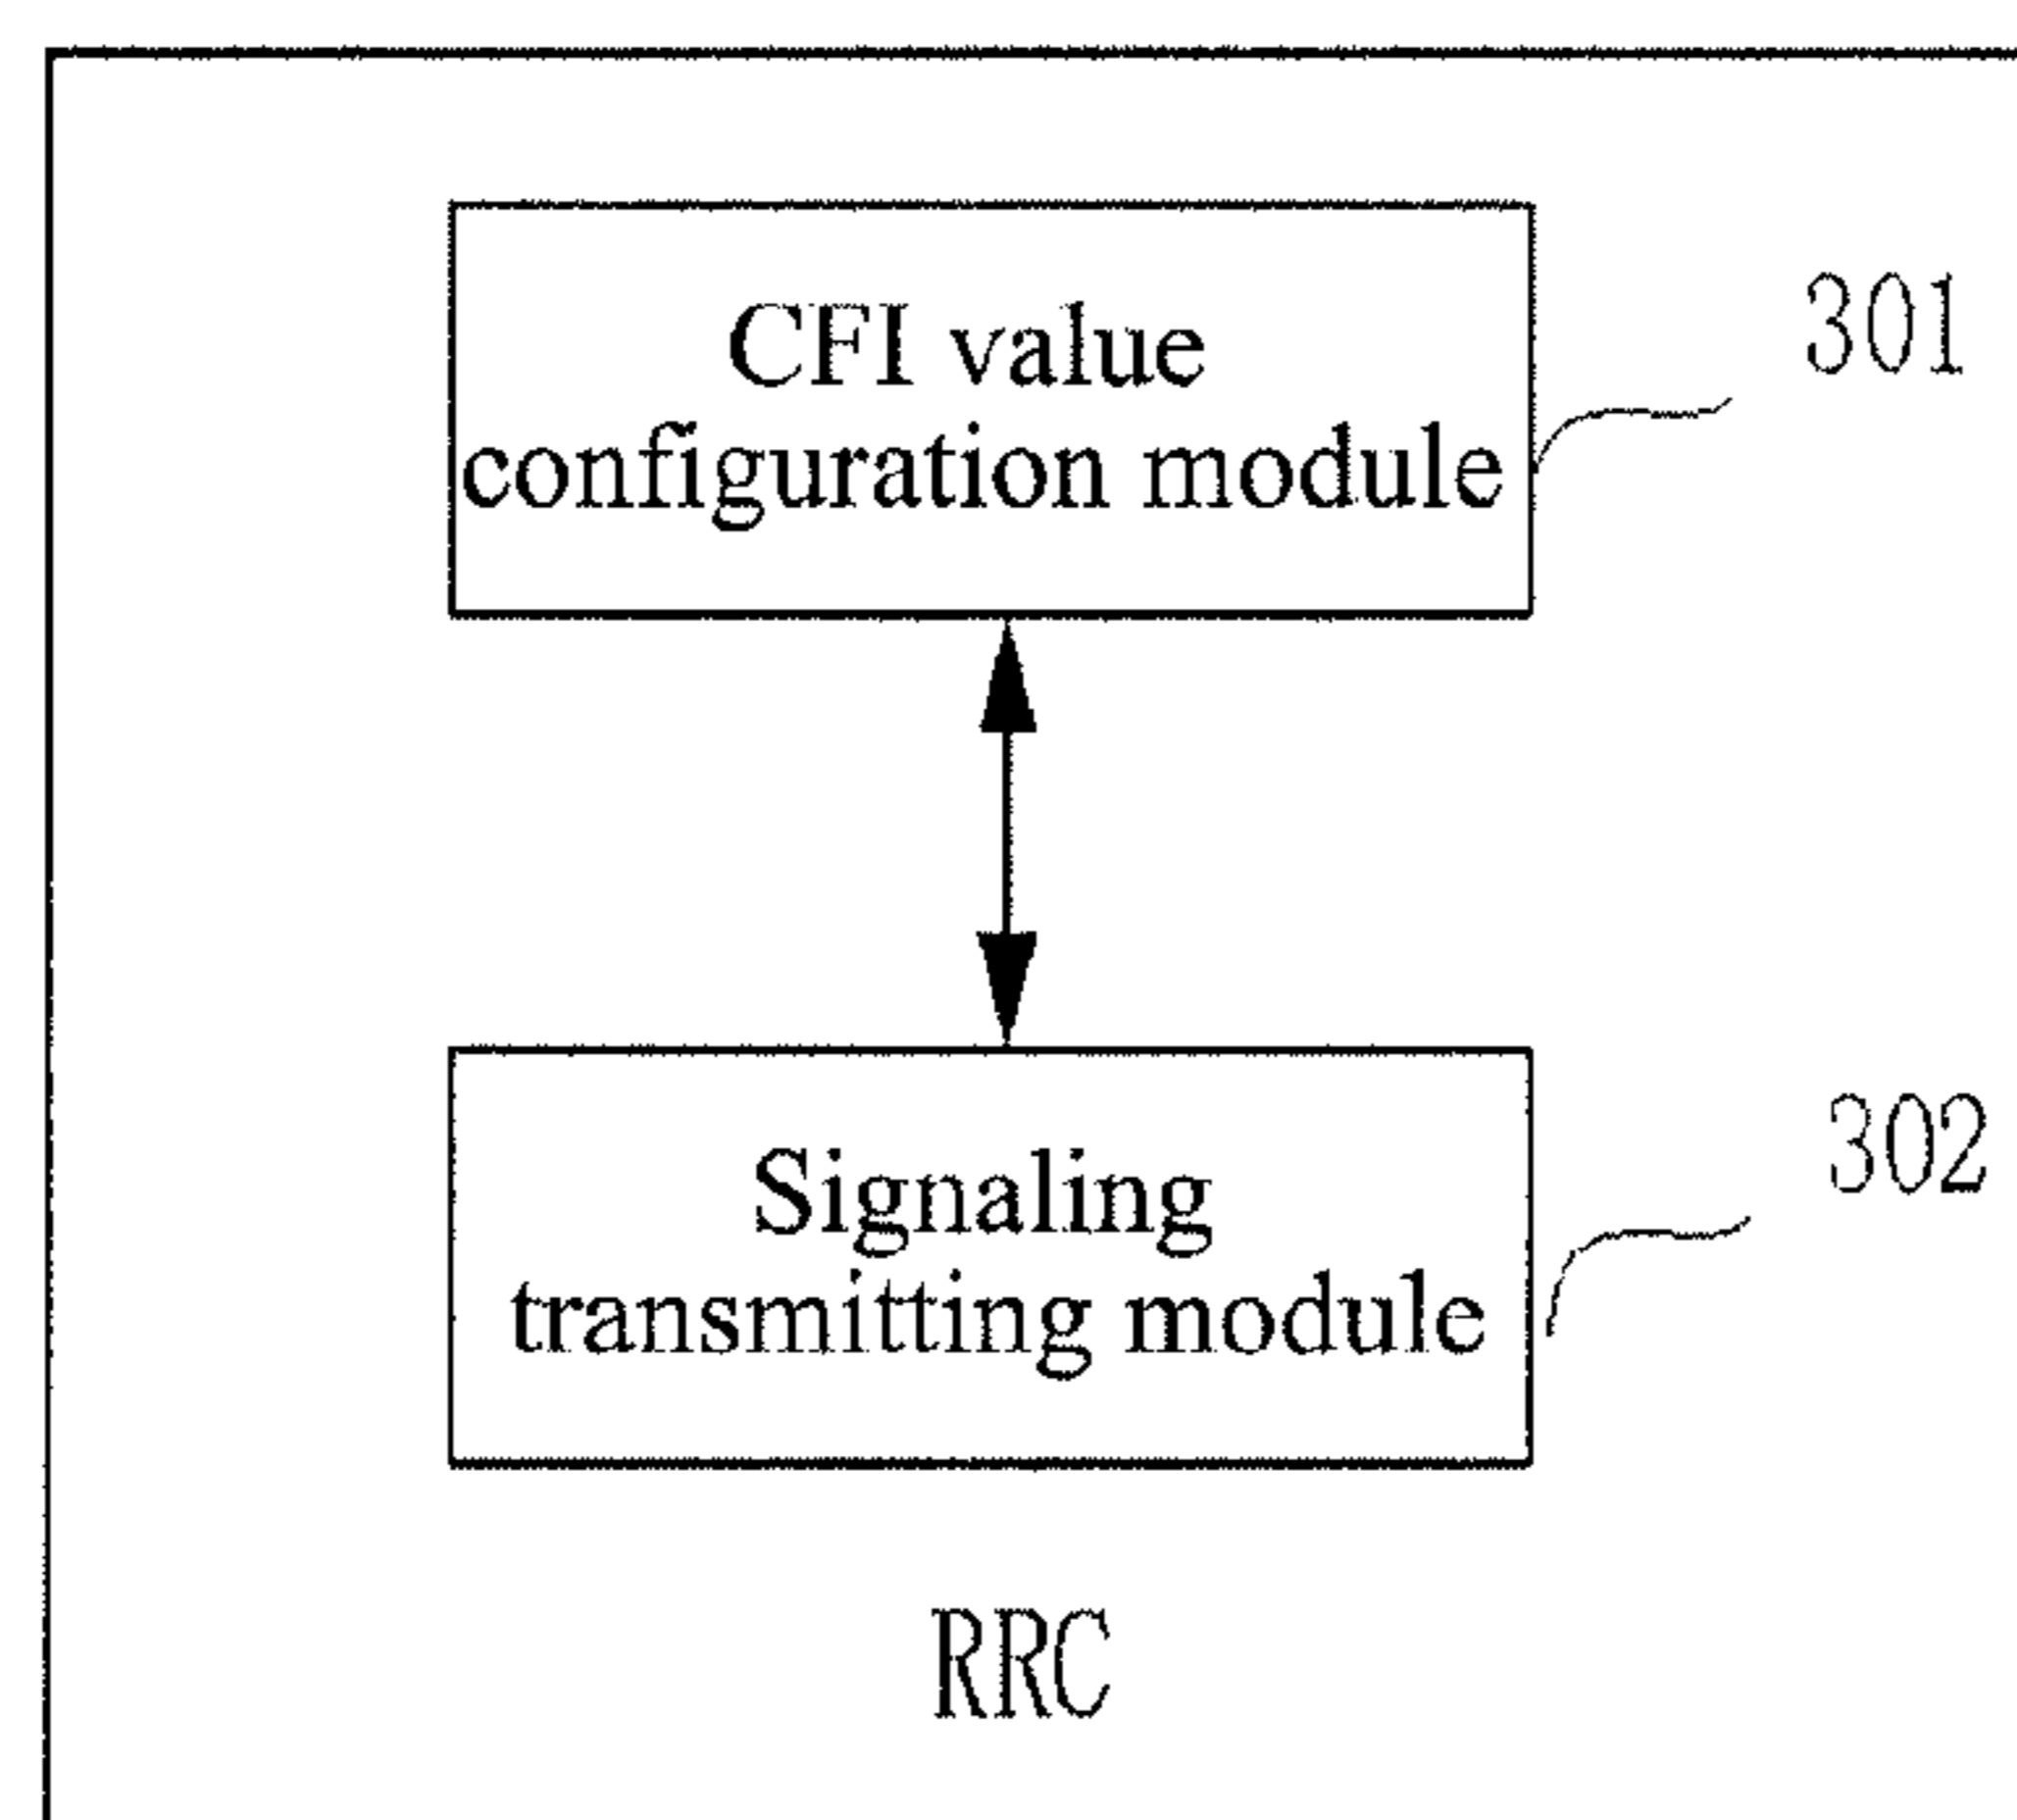 CFI value
configuration module
301
Signaling
transmitting module
302
RRC